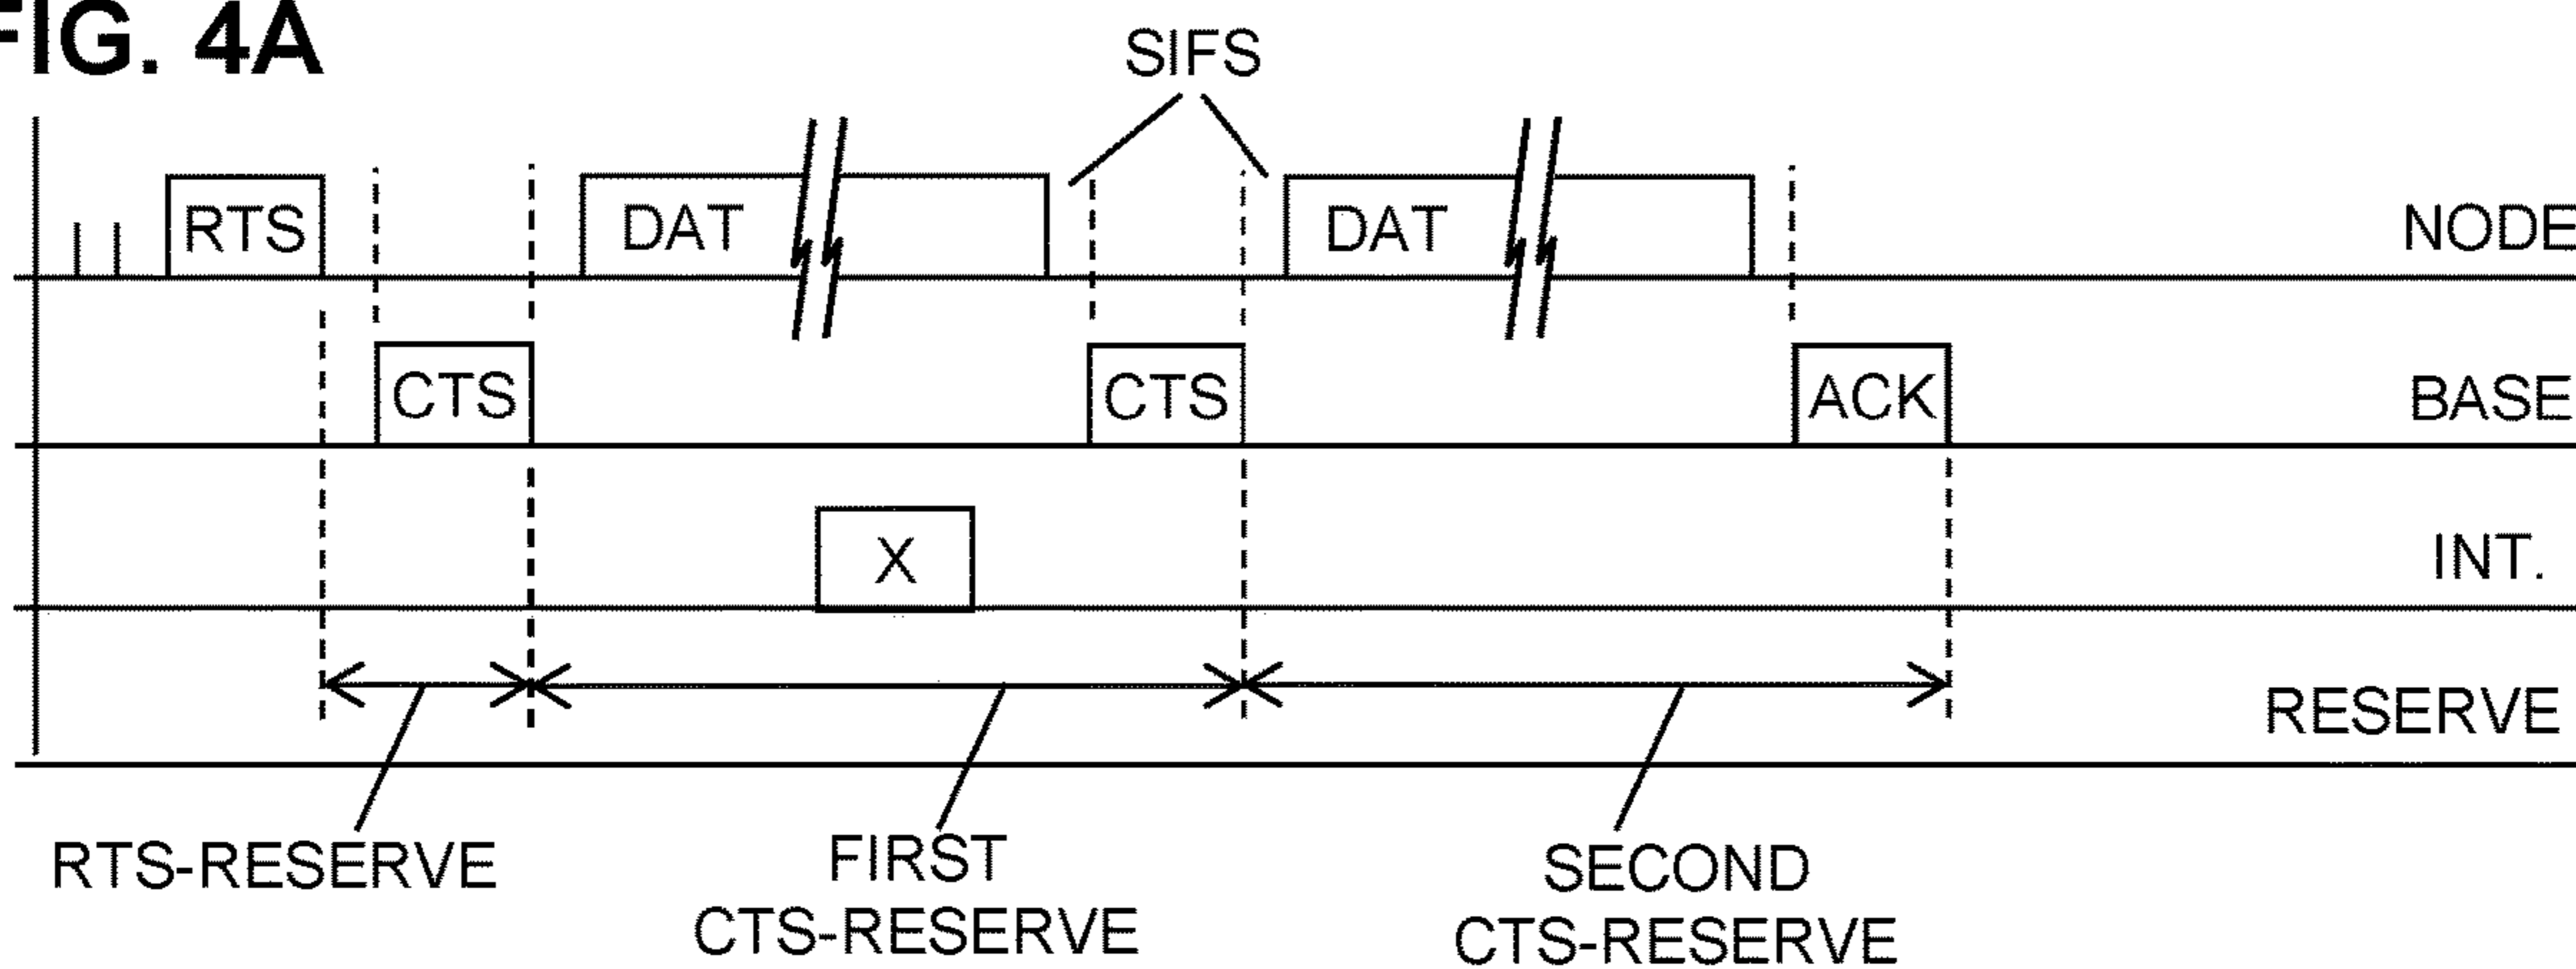 FIG. 4A
SIFS
RTS
DAT
DAT
NODE
CTS
CTS
ACK
BASE
X
INT.
RESERVE
RTS-RESERVE
FIRST
CTS-RESERVE
SECOND
CTS-RESERVE